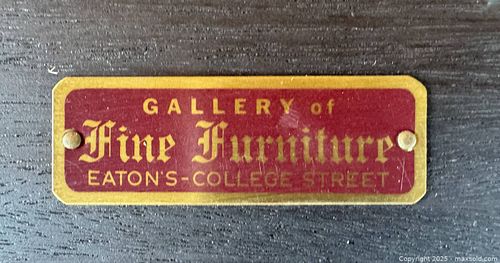 GALLERY of
Fine Furniture
EATON'S-COLLEGE STREET
Copyright 2025 - maxsold.com